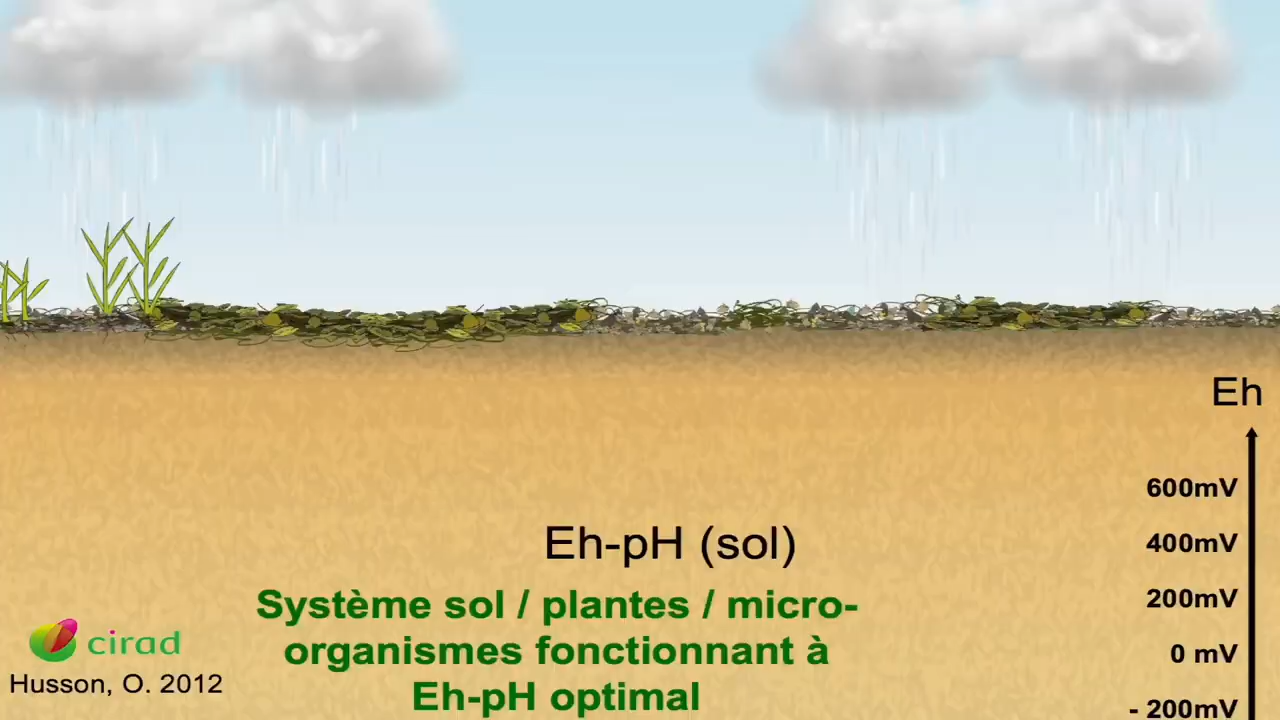 Eh
600mV
400mV
Eh-pH (sol)
200mV
Système sol / plantes / micro-
organismes fonctionnant à
Eh-pH optimal
0 mV
- 200mV
cirad
Husson, O. 2012